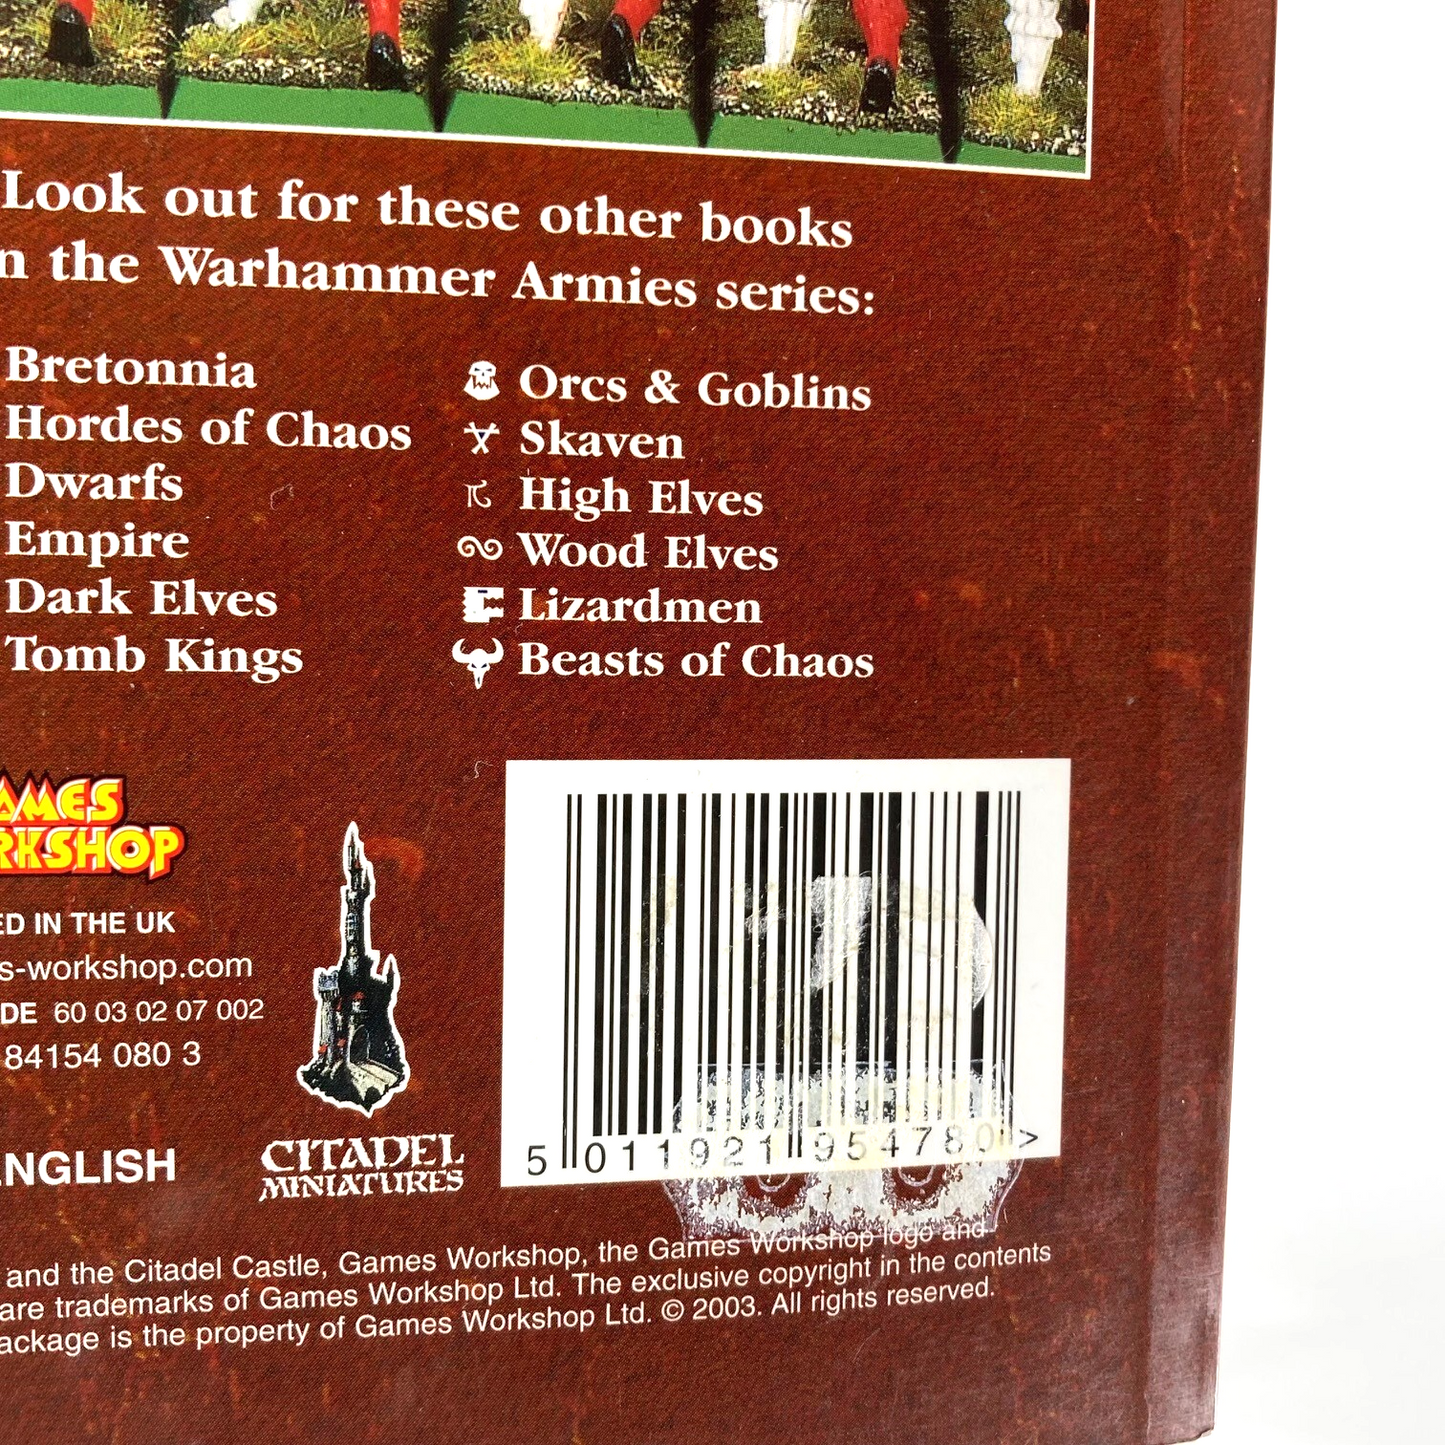 Look out for these other books
n the Warhammer Armies series:
Bretonnia
Hordes of Chaos
Dwarfs
Empire
Dark Elves
Tomb Kings
Orcs & Goblins
Skaven
High Elves
Wood Elves
Lizardmen
Beasts of Chaos
AMES
RKSHOP
ED IN THE UK
s-workshop.com
DE 60 03 02 07 002
84154 080 3
NGLISH
CITADEL
MINIATURES
5 011921 954780 >
and the Citadel Castle, Games Workshop, the Games Workshop logo and
are trademarks of Games Workshop Ltd. The exclusive copyright in the contents
ackage is the property of Games Workshop Ltd. © 2003. All rights reserved.